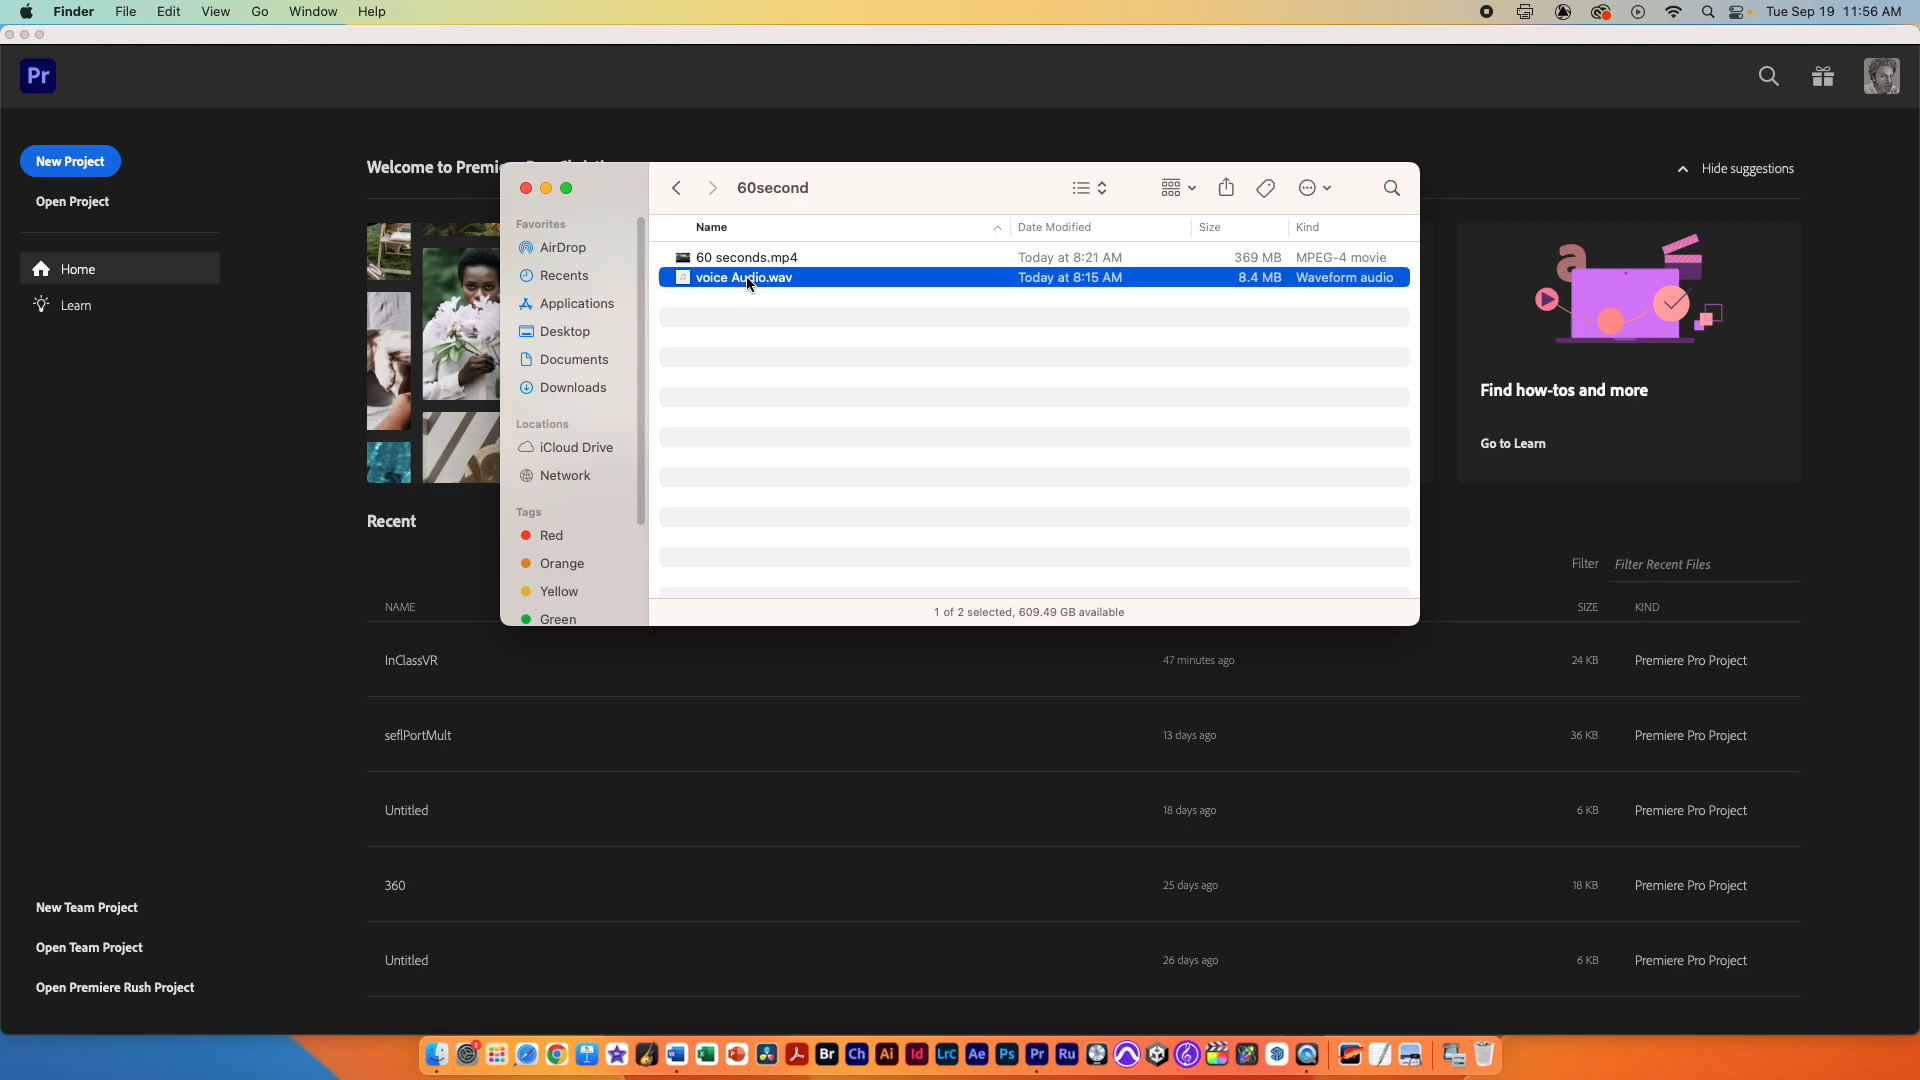 Finder File Edit View Go Window Help Tue Sep 19 11:56 AM
Pr
New Project
Welcome to Premi
Hide suggestions
Open Project
Home
Learn
60second
Favorites
AirDrop
Recents
Applications
Desktop
Documents
Downloads
Locations
iCloud Drive
Network
Tags
Red
Orange
Yellow
Green
Name Date Modified Size Kind
60 seconds.mp4 Today at 8:21 AM 369 MB MPEG-4 movie
voice Audio.wav Today at 8:15 AM 8.4 MB Waveform audio
1 of 2 selected, 609.49 GB available
Find how-tos and more
Go to Learn
Recent
Filter Filter Recent Files
NAME SIZE KIND
InClassVR 47 minutes ago 24 KB Premiere Pro Project
seflPortMult 13 days ago 36 KB Premiere Pro Project
Untitled 18 days ago 6 KB Premiere Pro Project
360 25 days ago 18 KB Premiere Pro Project
Untitled 26 days ago 6 KB Premiere Pro Project
New Team Project
Open Team Project
Open Premiere Rush Project
Br Ch Ai Id LrC Ae Ps Pr Ru